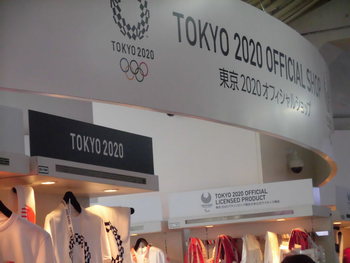 TOKYO 2020
TOKYO 2020 OFFICIAL SHOP
東京2020オフィシャルショップ
TOKYO 2020
TOKYO 2020 OFFICIAL
LICENSED PRODUCT